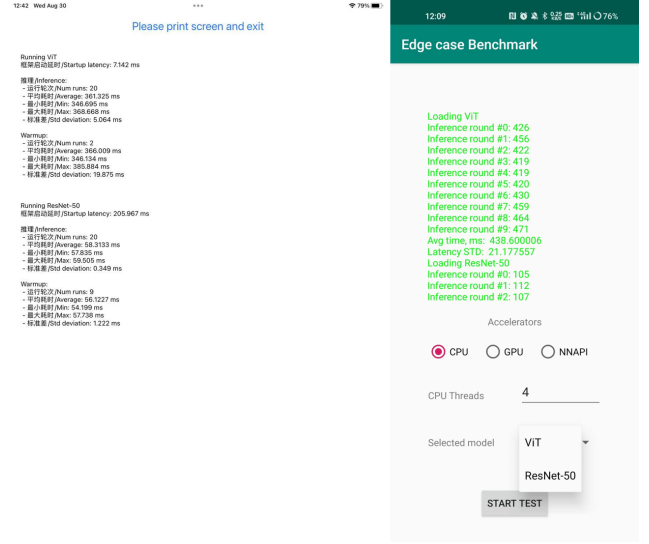 12:42 Wed Aug 30
79%
Please print screen and exit
Running ViT
框架启动延时/Startup latency: 7.142 ms
推理/Inference:
- 运行轮次/Num runs: 20
- 平均耗时/Average: 361.325 ms
- 最小耗时/Min: 346.695 ms
- 最大耗时/Max: 368.668 ms
- 标准差/Std deviation: 5.064 ms
Warmup:
- 运行轮次/Num runs: 2
- 平均耗时/Average: 366.009 ms
- 最小耗时/Min: 346.134 ms
- 最大耗时/Max: 385.884 ms
- 标准差/Std deviation: 19.875 ms
Running ResNet-50
框架启动延时/Startup latency: 205.967 ms
推理/Inference:
- 运行轮次/Num runs: 20
- 平均耗时/Average: 58.3133 ms
- 最小耗时/Min: 57.835 ms
- 最大耗时/Max: 59.505 ms
- 标准差/Std deviation: 0.349 ms
Warmup:
- 运行轮次/Num runs: 9
- 平均耗时/Average: 56.1227 ms
- 最小耗时/Min: 54.199 ms
- 最大耗时/Max: 57.738 ms
- 标准差/Std deviation: 1.222 ms
12:09
76%
Edge case Benchmark
Loading ViT
Inference round #0: 426
Inference round #1: 456
Inference round #2: 422
Inference round #3: 419
Inference round #4: 419
Inference round #5: 420
Inference round #6: 430
Inference round #7: 459
Inference round #8: 464
Inference round #9: 471
Avg time, ms: 438.600006
Latency STD: 21.177557
Loading ResNet-50
Inference round #0: 105
Inference round #1: 112
Inference round #2: 107
Accelerators
CPU GPU NNAPI
CPU Threads 4
Selected model ViT
ResNet-50
START TEST